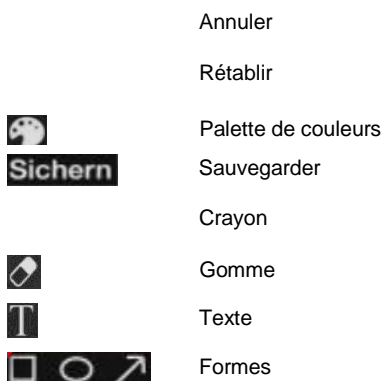 Annuler
Rétablir
Palette de couleurs
Sichern Sauvegarder
Crayon
Gomme
T Texte
Formes